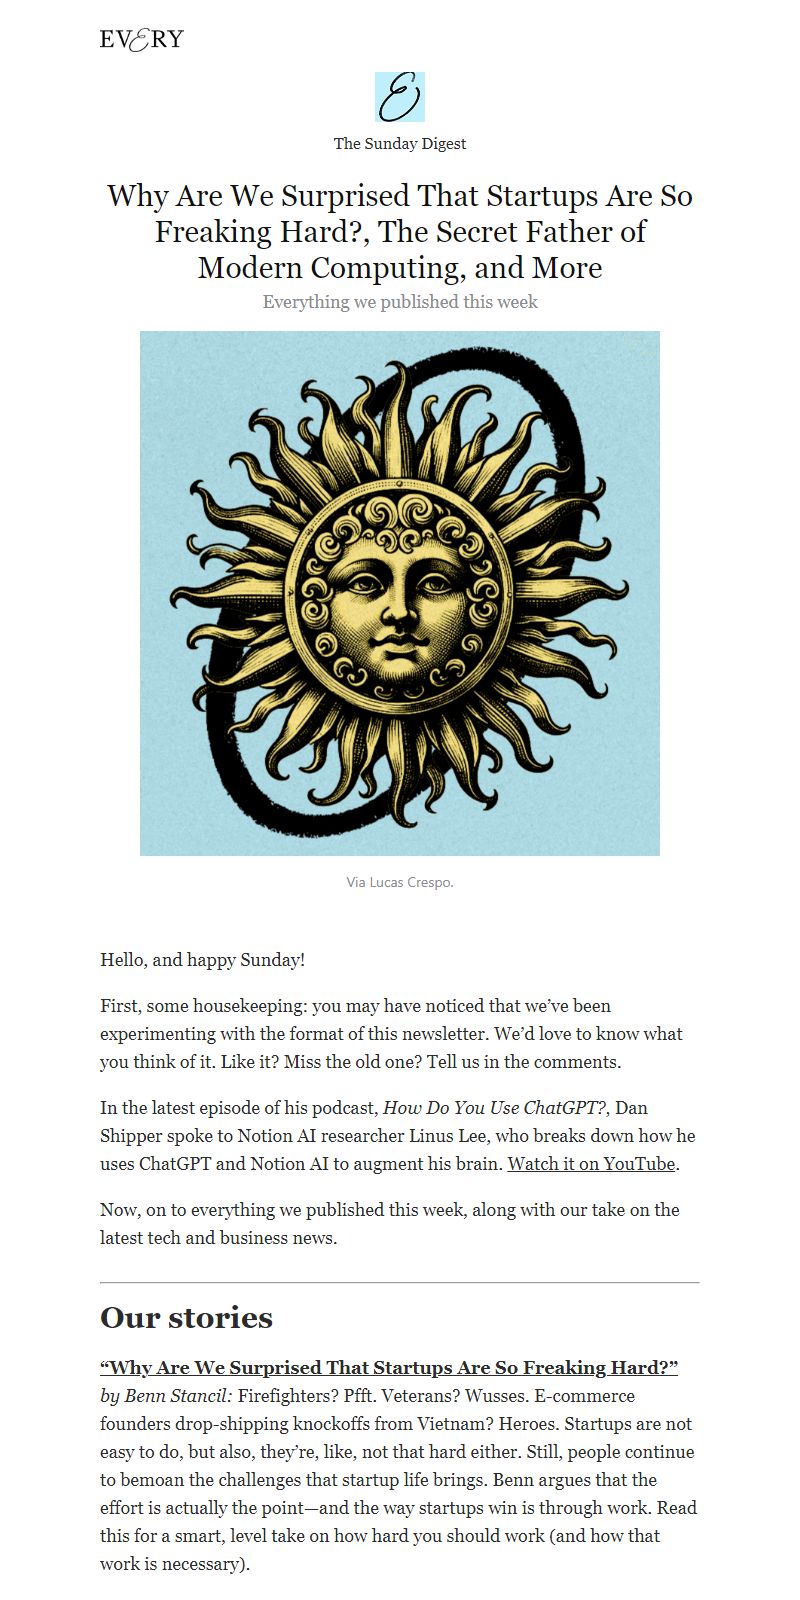 EVERY
E
The Sunday Digest
Why Are We Surprised That Startups Are So
Freaking Hard?, The Secret Father of
Modern Computing, and More
Everything we published this week
Via Lucas Crespo.
Hello, and happy Sunday!
First, some housekeeping: you may have noticed that we’ve been
experimenting with the format of this newsletter. We’d love to know what
you think of it. Like it? Miss the old one? Tell us in the comments.
In the latest episode of his podcast, How Do You Use ChatGPT?, Dan
Shipper spoke to Notion AI researcher Linus Lee, who breaks down how he
uses ChatGPT and Notion AI to augment his brain. Watch it on YouTube.
Now, on to everything we published this week, along with our take on the
latest tech and business news.
Our stories
“Why Are We Surprised That Startups Are So Freaking Hard?”
by Benn Stancil: Firefighters? Pfft. Veterans? Wusses. E-commerce
founders drop-shipping knockoffs from Vietnam? Heroes. Startups are not
easy to do, but also, they’re, like, not that hard either. Still, people continue
to bemoan the challenges that startup life brings. Benn argues that the
effort is actually the point—and the way startups win is through work. Read
this for a smart, level take on how hard you should work (and how that
work is necessary).